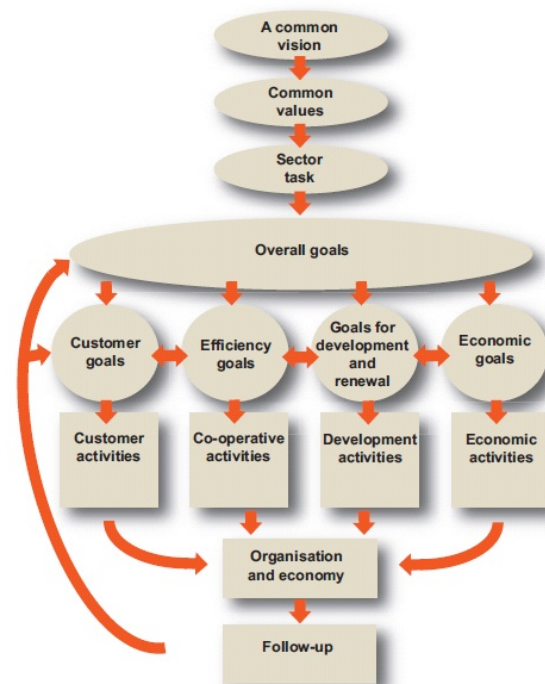 A common
vision
Common
values
Sector
task
Overall goals
Customer
goals
Efficiency
goals
Goals for
development
and
renewal
Economic
goals
Customer
activities
Co-operative
activities
Development
activities
Economic
activities
Organisation
and economy
Follow-up